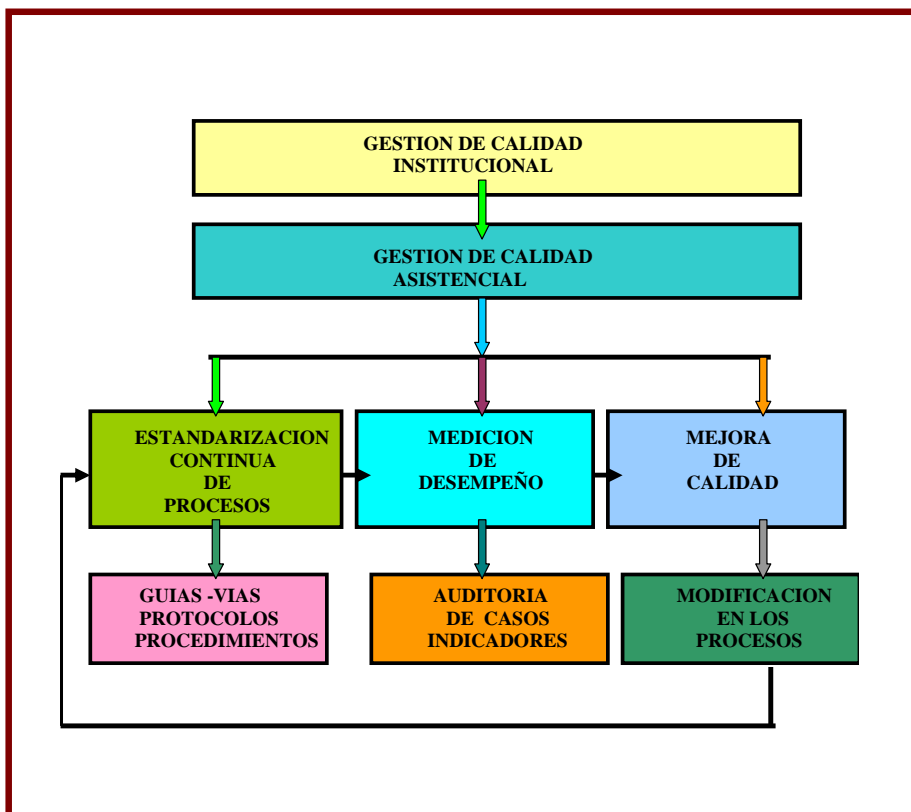 GESTION DE CALIDAD
INSTITUCIONAL
GESTION DE CALIDAD
ASISTENCIAL
ESTANDARIZACION
CONTINUA
DE
PROCESOS
MEDICION
DE
DESEMPEÑO
MEJORA
DE
CALIDAD
GUIAS -VIAS
PROTOCOLOS
PROCEDIMIENTOS
AUDITORIA
DE CASOS
INDICADORES
MODIFICACION
EN LOS
PROCESOS